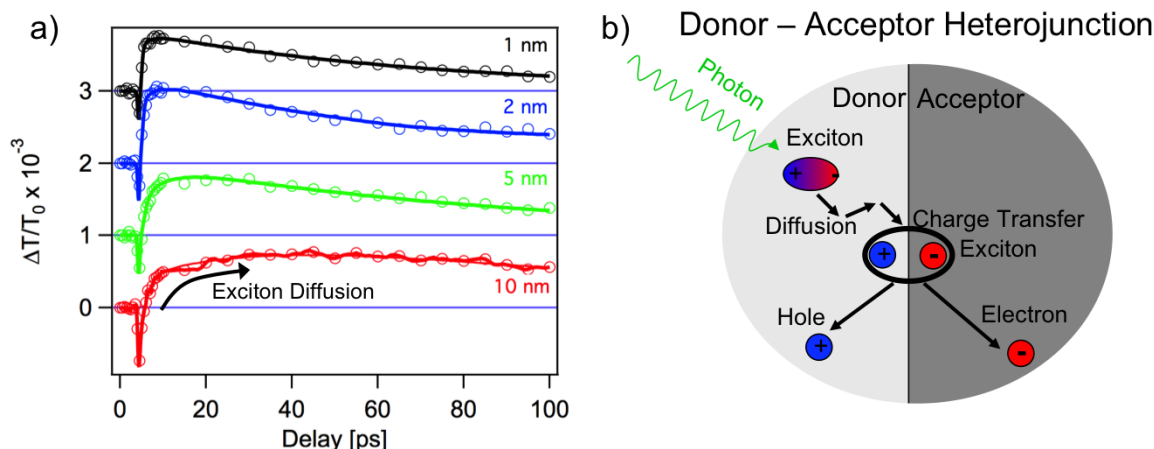 a)
1 nm
2 nm
5 nm
10 nm
Exciton Diffusion
3
2
1
0
ΔT/T₀ x 10⁻³
0
20
40
60
80
100
Delay [ps]
b)
Donor – Acceptor Heterojunction
Photon
Donor
Acceptor
Exciton
+ -
Diffusion
Charge Transfer
Exciton
+ -
Hole
+
Electron
-